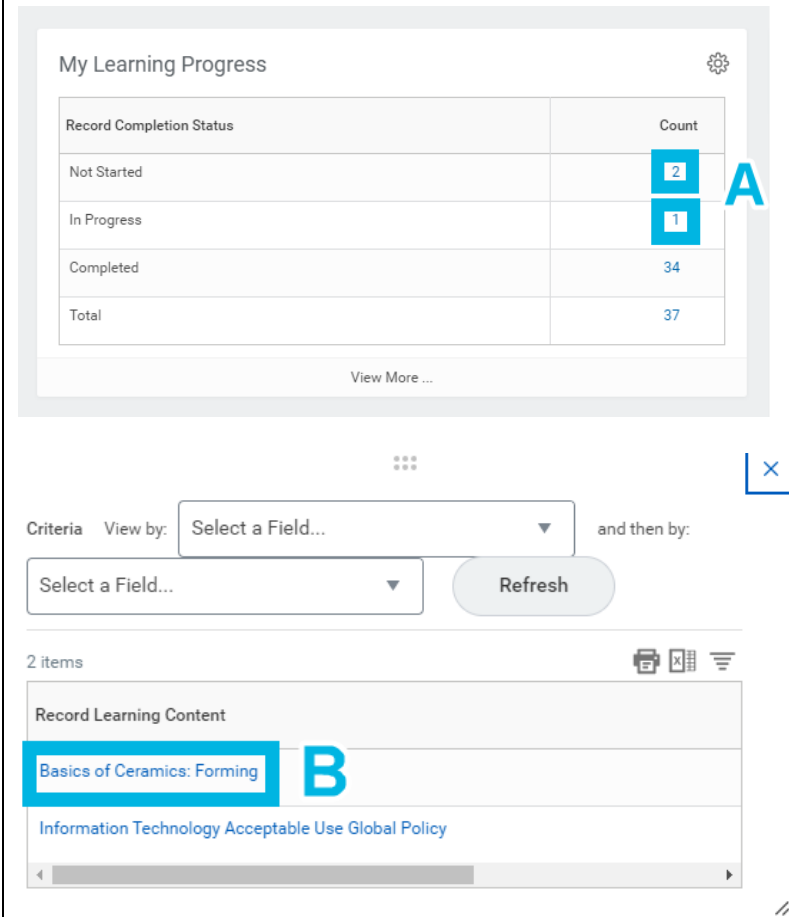 My Learning Progress
Record Completion Status Count
Not Started 2
A
In Progress 1
Completed 34
Total 37
View More ...
Criteria View by: Select a Field... and then by:
Select a Field... Refresh
2 items
Record Learning Content
Basics of Ceramics: Forming B
Information Technology Acceptable Use Global Policy